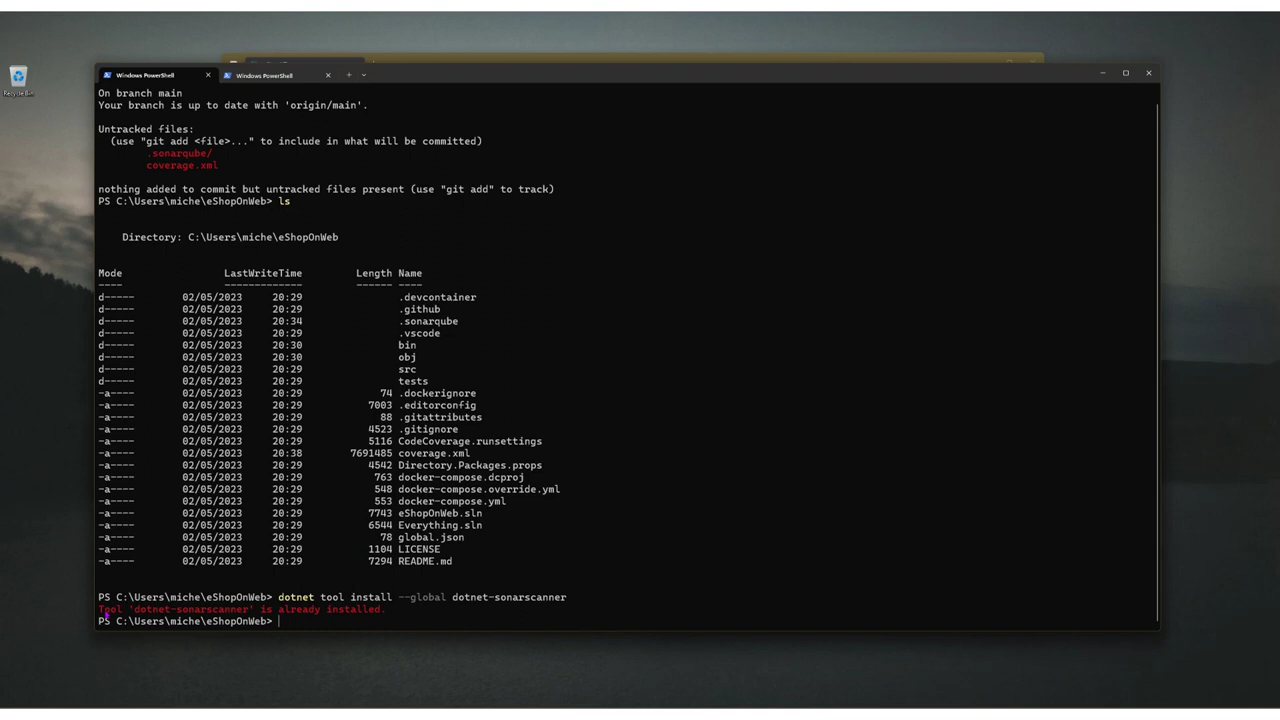 Recycle Bin
Windows PowerShell
Windows PowerShell
On branch main
Your branch is up to date with 'origin/main'.
Untracked files:
(use "git add <file>..." to include in what will be committed)
.sonarqube/
coverage.xml
nothing added to commit but untracked files present (use "git add" to track)
PS C:\Users\miche\eShopOnWeb> ls
Directory: C:\Users\miche\eShopOnWeb
Mode LastWriteTime Length Name
---- ------------- ------ ----
d----- 02/05/2023 20:29 .devcontainer
d----- 02/05/2023 20:29 .github
d----- 02/05/2023 20:34 .sonarqube
d----- 02/05/2023 20:29 .vscode
d----- 02/05/2023 20:30 bin
d----- 02/05/2023 20:30 obj
d----- 02/05/2023 20:29 src
d----- 02/05/2023 20:29 tests
-a---- 02/05/2023 20:29 74 .dockerignore
-a---- 02/05/2023 20:29 7003 .editorconfig
-a---- 02/05/2023 20:29 88 .gitattributes
-a---- 02/05/2023 20:29 4523 .gitignore
-a---- 02/05/2023 20:29 5116 CodeCoverage.runsettings
-a---- 02/05/2023 20:38 7691485 coverage.xml
-a---- 02/05/2023 20:29 4542 Directory.Packages.props
-a---- 02/05/2023 20:29 763 docker-compose.dcproj
-a---- 02/05/2023 20:29 548 docker-compose.override.yml
-a---- 02/05/2023 20:29 553 docker-compose.yml
-a---- 02/05/2023 20:29 7743 eShopOnWeb.sln
-a---- 02/05/2023 20:29 6544 Everything.sln
-a---- 02/05/2023 20:29 78 global.json
-a---- 02/05/2023 20:29 1104 LICENSE
-a---- 02/05/2023 20:29 7294 README.md
PS C:\Users\miche\eShopOnWeb> dotnet tool install --global dotnet-sonarscanner
Tool 'dotnet-sonarscanner' is already installed.
PS C:\Users\miche\eShopOnWeb>